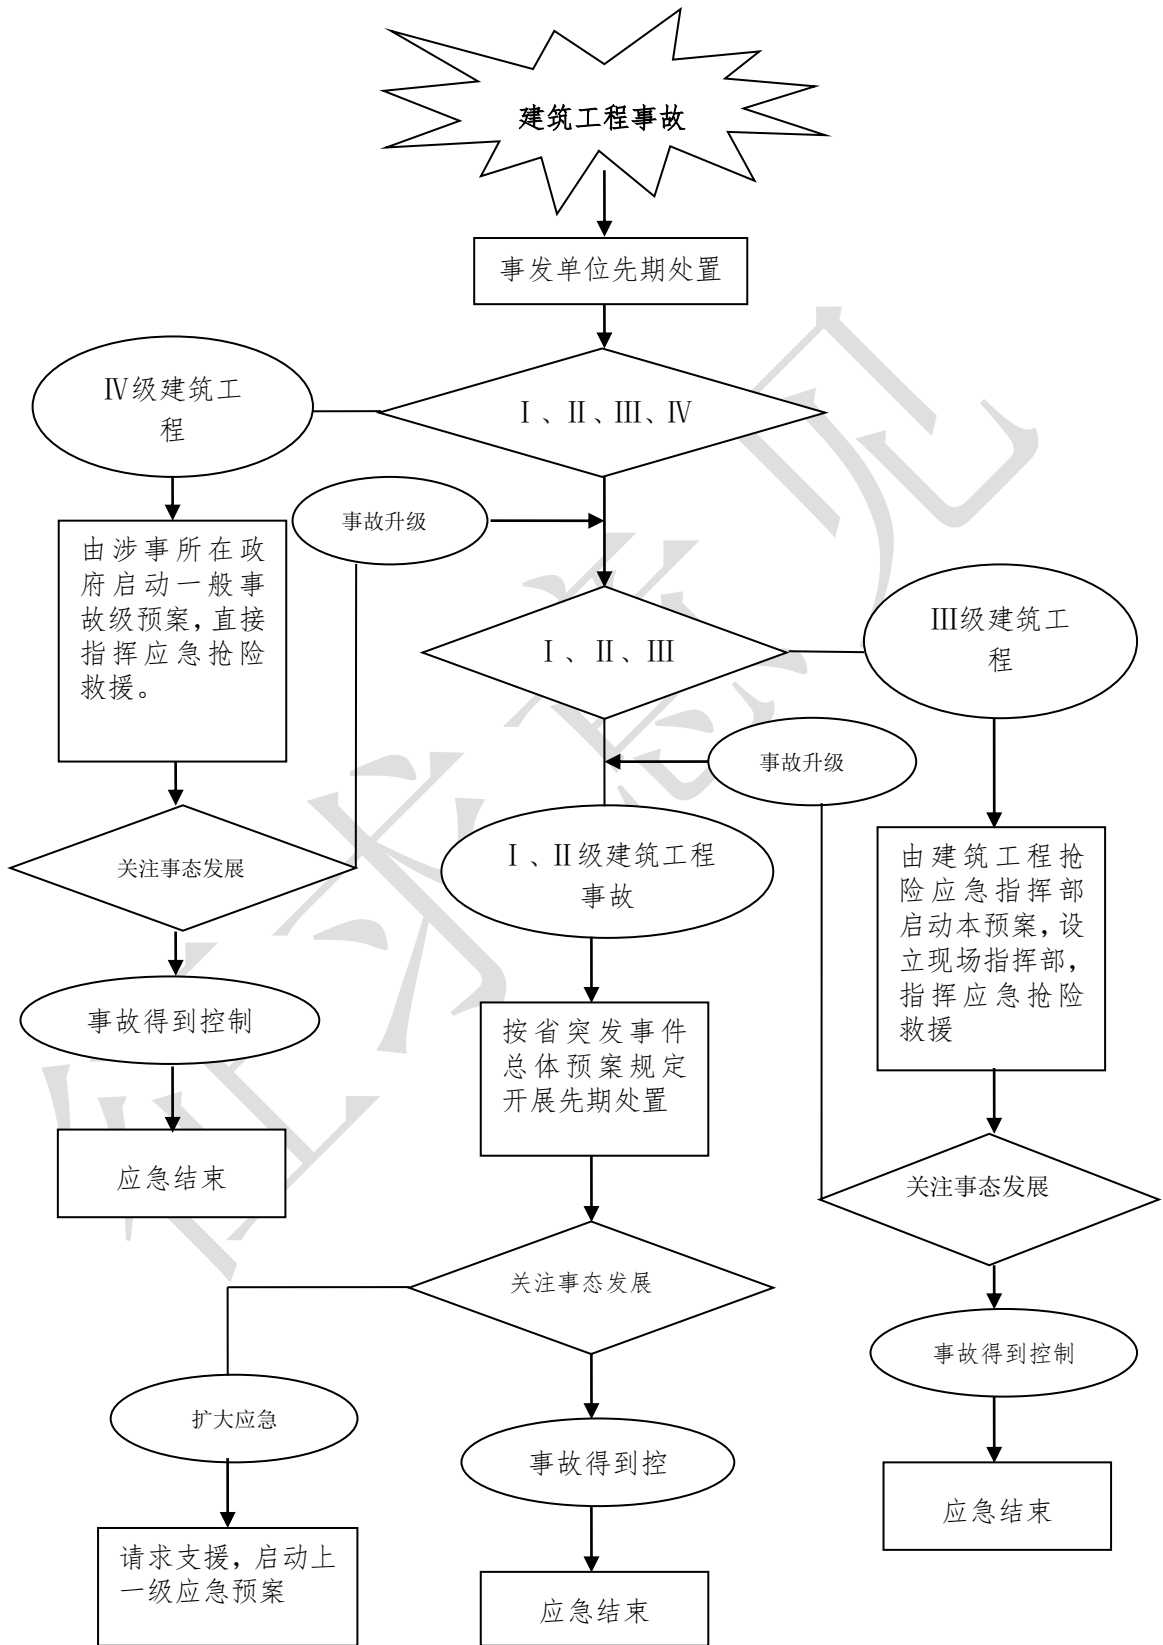 建筑工程事故
事发单位先期处置
Ⅳ级建筑工
程
Ⅰ、Ⅱ、Ⅲ、Ⅳ
事故升级
由涉事所在政
府启动一般事
故级预案，直接
指挥应急抢险
救援。
Ⅰ、Ⅱ、Ⅲ
Ⅲ级建筑工
程
事故升级
关注事态发展
Ⅰ、Ⅱ级建筑工程
事故
由建筑工程抢
险应急指挥部
启动本预案，设
立现场指挥部，
指挥应急抢险
救援
事故得到控制
按省突发事件
总体预案规定
开展先期处置
应急结束
关注事态发展
关注事态发展
事故得到控制
扩大应急
事故得到控
应急结束
请求支援，启动上
一级应急预案
应急结束
征求意见